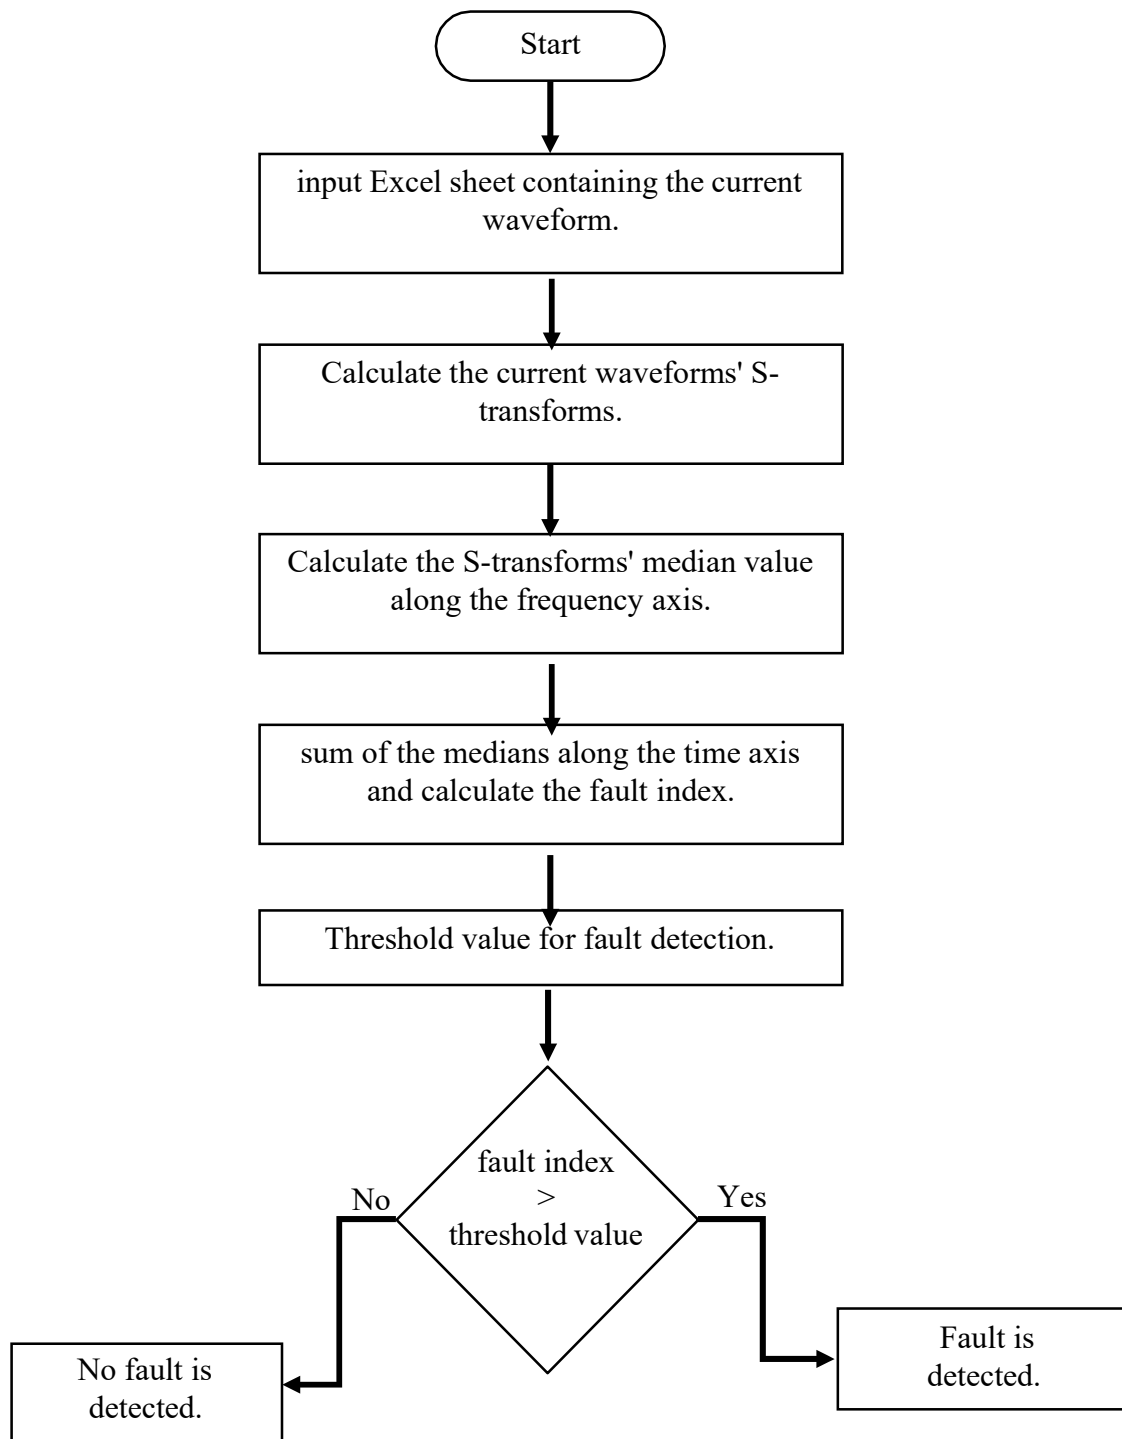 Start
input Excel sheet containing the current
waveform.
Calculate the current waveforms' S-
transforms.
Calculate the S-transforms' median value
along the frequency axis.
sum of the medians along the time axis
and calculate the fault index.
Threshold value for fault detection.
fault index
>
threshold value
No
Yes
Fault is
detected.
No fault is
detected.